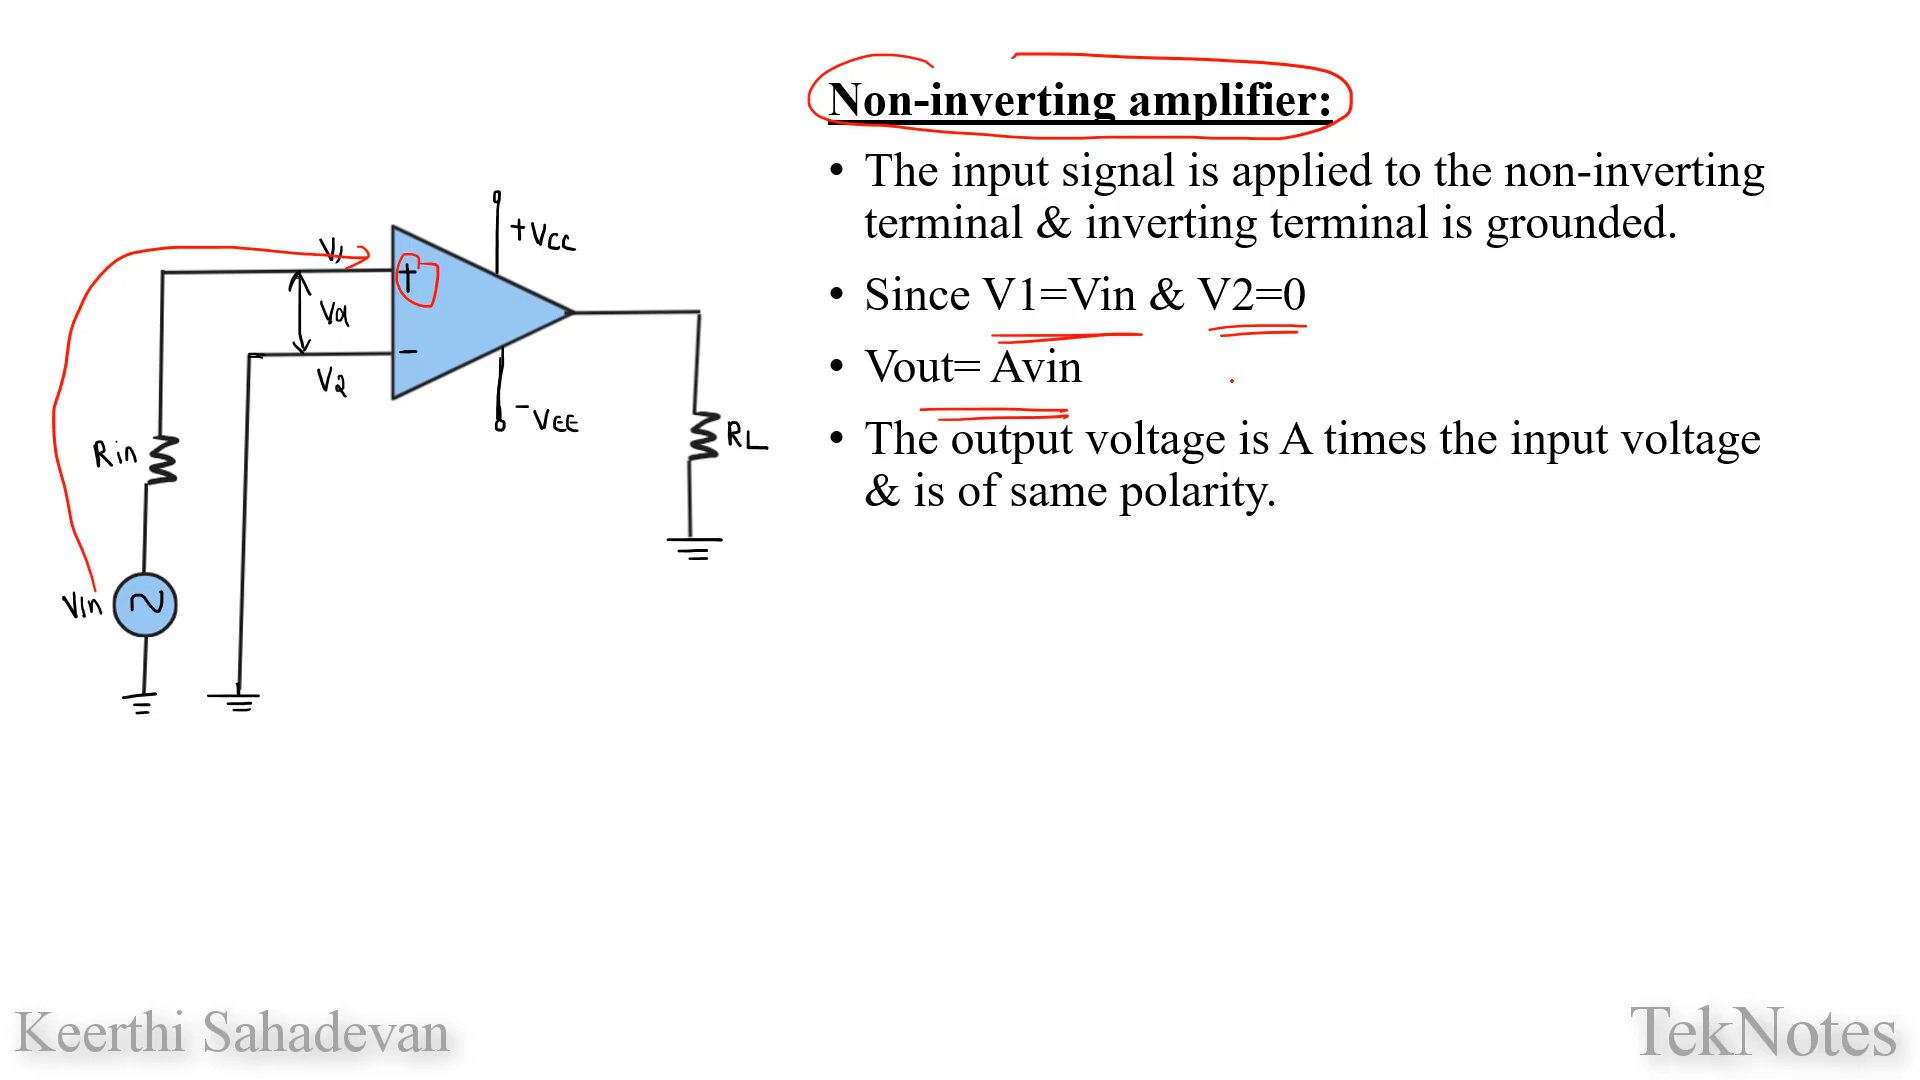 Non-inverting amplifier:
• The input signal is applied to the non-inverting
terminal & inverting terminal is grounded.
• Since V1=Vin & V2=0
• Vout= Avin
• The output voltage is A times the input voltage
& is of same polarity.
+VCC
V1
+
Vd
-
V2
-VEE
Rin
RL
Vin
Keerthi Sahadevan
TekNotes